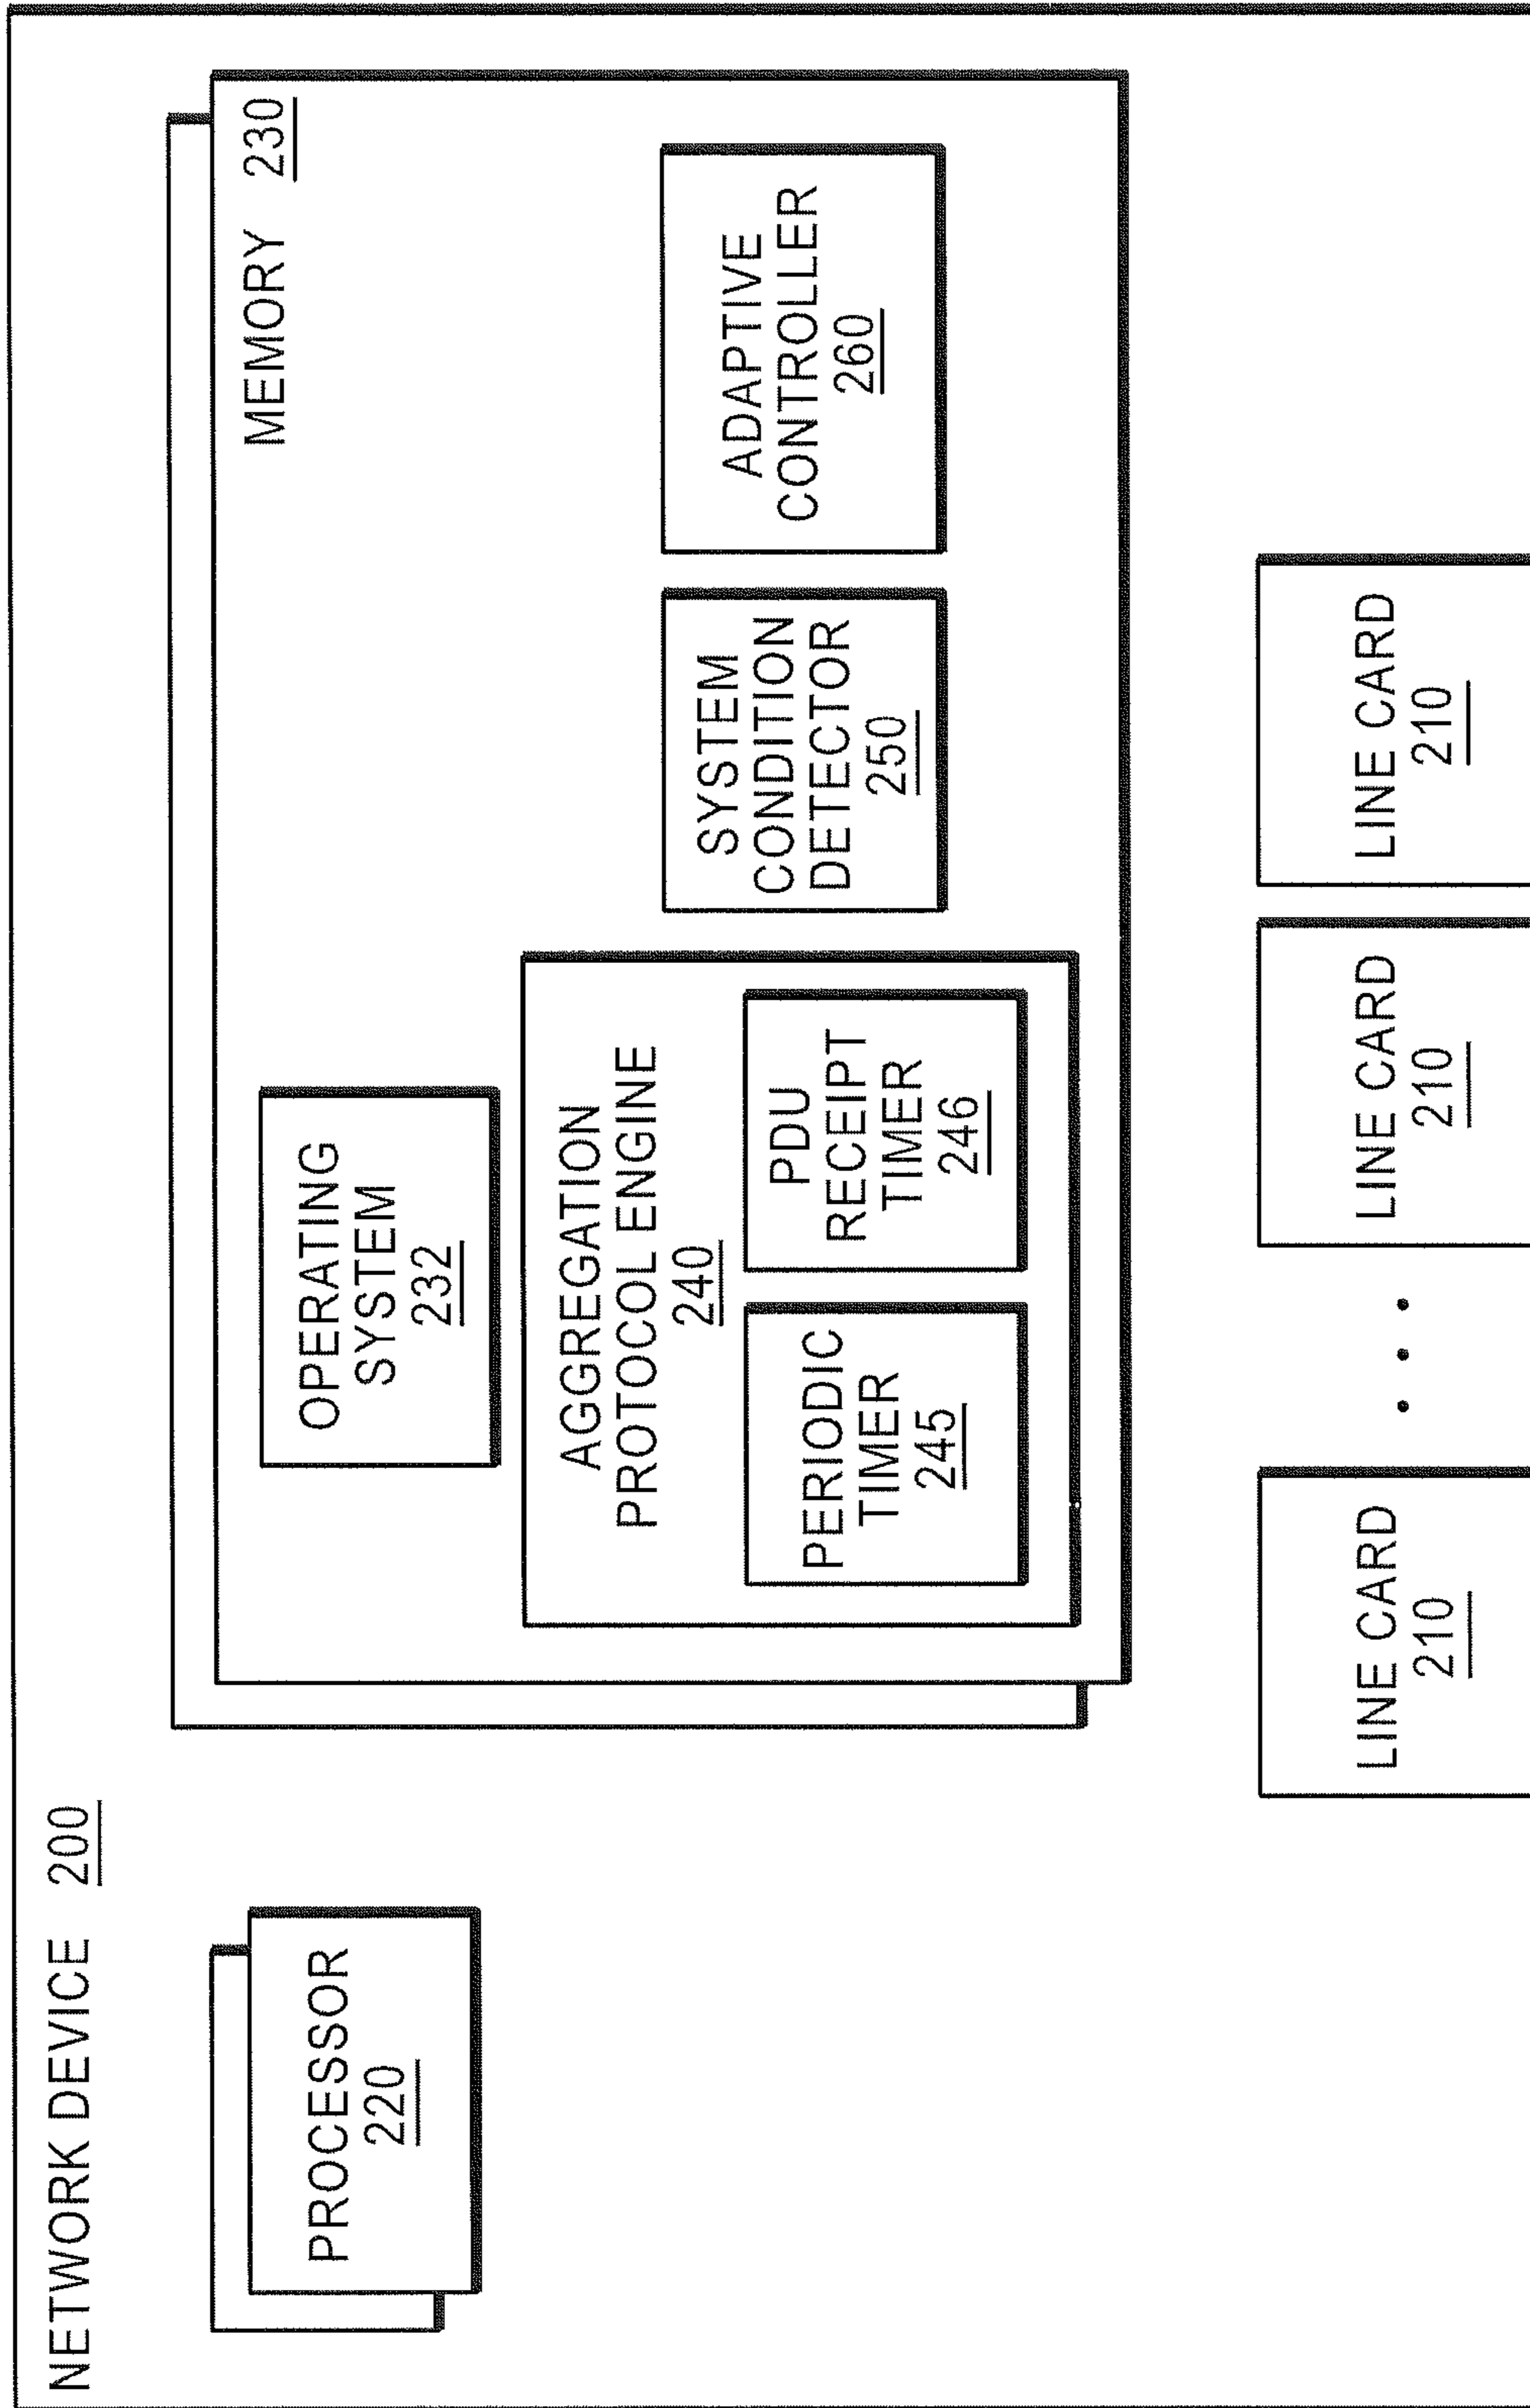 NETWORK DEVICE 200
PROCESSOR
220
MEMORY 230
OPERATING
SYSTEM
232
AGGREGATION
PROTOCOL ENGINE
240
PERIODIC
TIMER
245
PDU
RECEIPT
TIMER
246
SYSTEM
CONDITION
DETECTOR
250
ADAPTIVE
CONTROLLER
260
LINE CARD
210
• • •
LINE CARD
210
LINE CARD
210